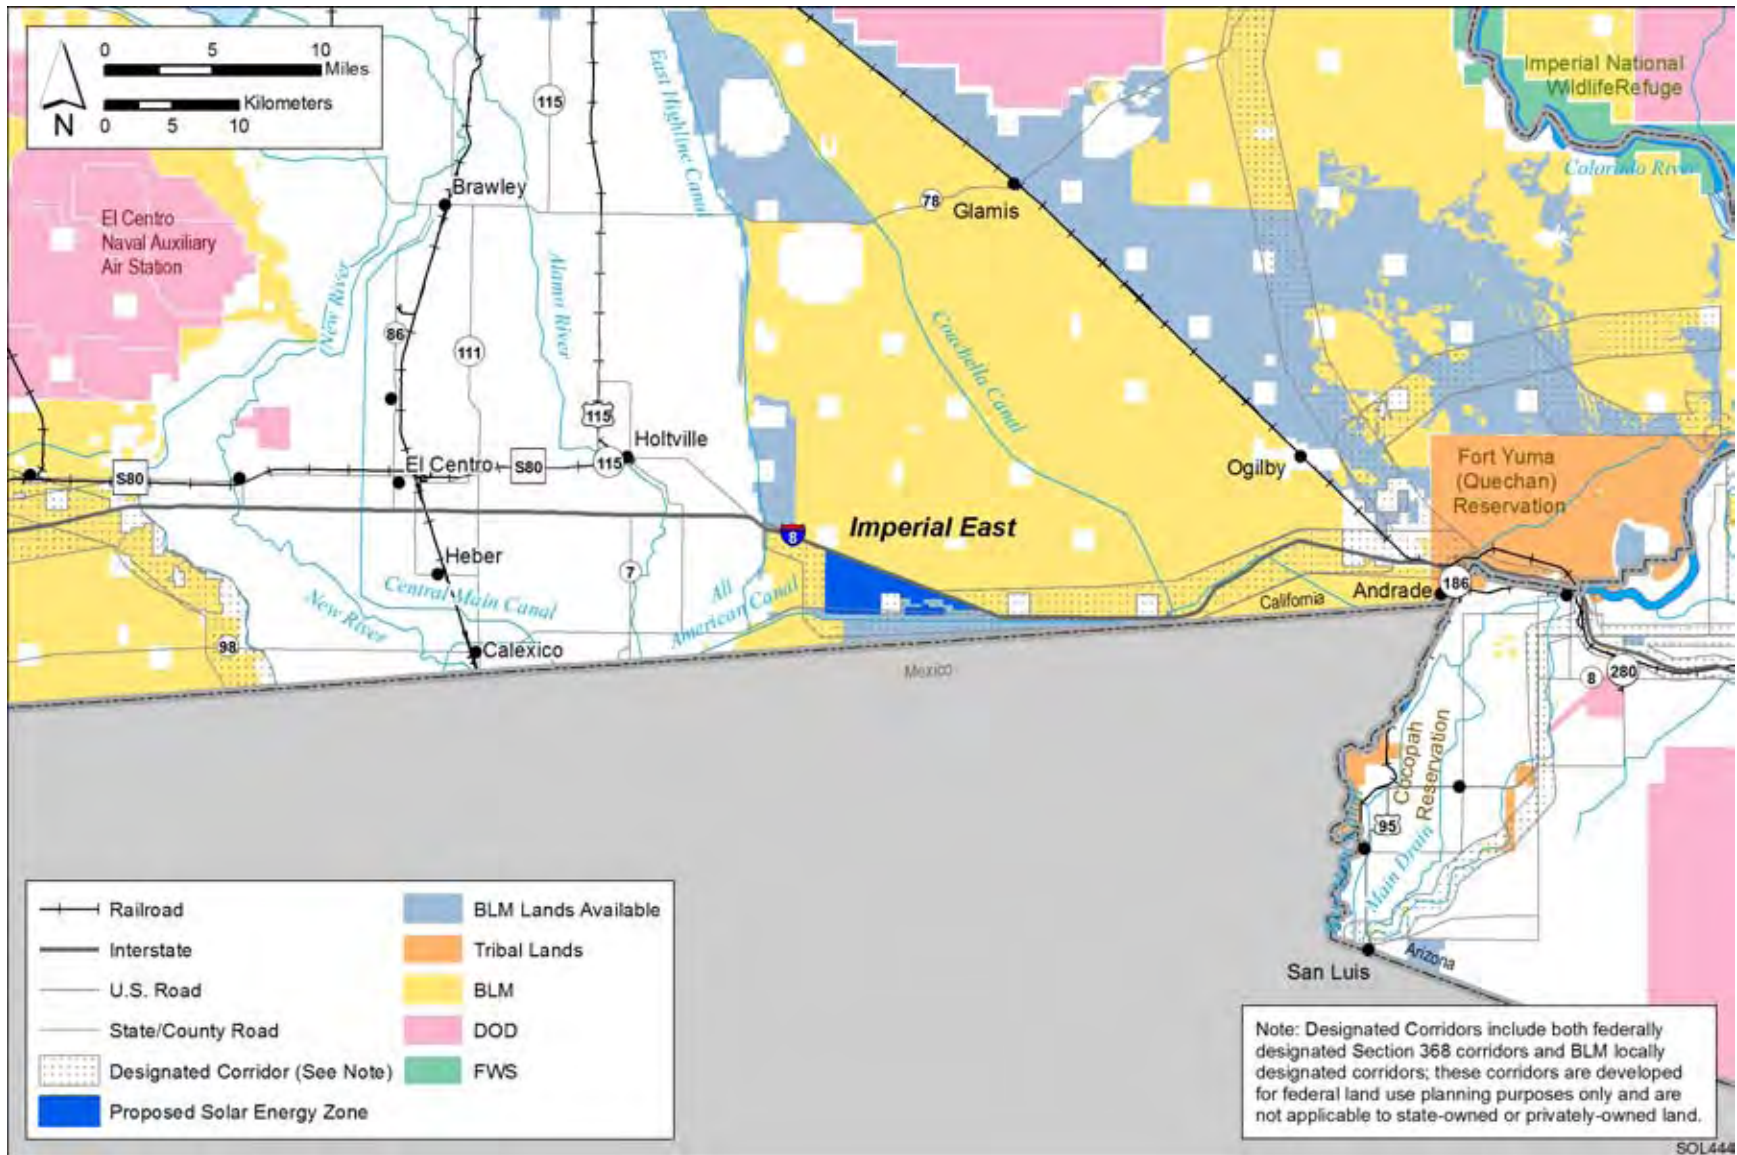 0 5 10
Miles
Kilometers
0 5 10
N
115
East Highline Canal
Imperial National
WildlifeRefuge
Colorado River
Brawley
78
Glamis
El Centro
Naval Auxiliary
Air Station
New River
Alamo River
86
111
Coachella Canal
115
Holtville
115
El Centro
S80
S80
Ogilby
Fort Yuma
(Quechan)
Reservation
8
Imperial East
Heber
7
Central Main Canal
New River
All
American Canal
California
Andrade
186
98
Calexico
Mexico
8
280
Cocopah
Reservation
95
Main Drain
San Luis
Arizona
Railroad
Interstate
U.S. Road
State/County Road
Designated Corridor (See Note)
Proposed Solar Energy Zone
BLM Lands Available
Tribal Lands
BLM
DOD
FWS
Note: Designated Corridors include both federally
designated Section 368 corridors and BLM locally
designated corridors; these corridors are developed
for federal land use planning purposes only and are
not applicable to state-owned or privately-owned land.
SOL444